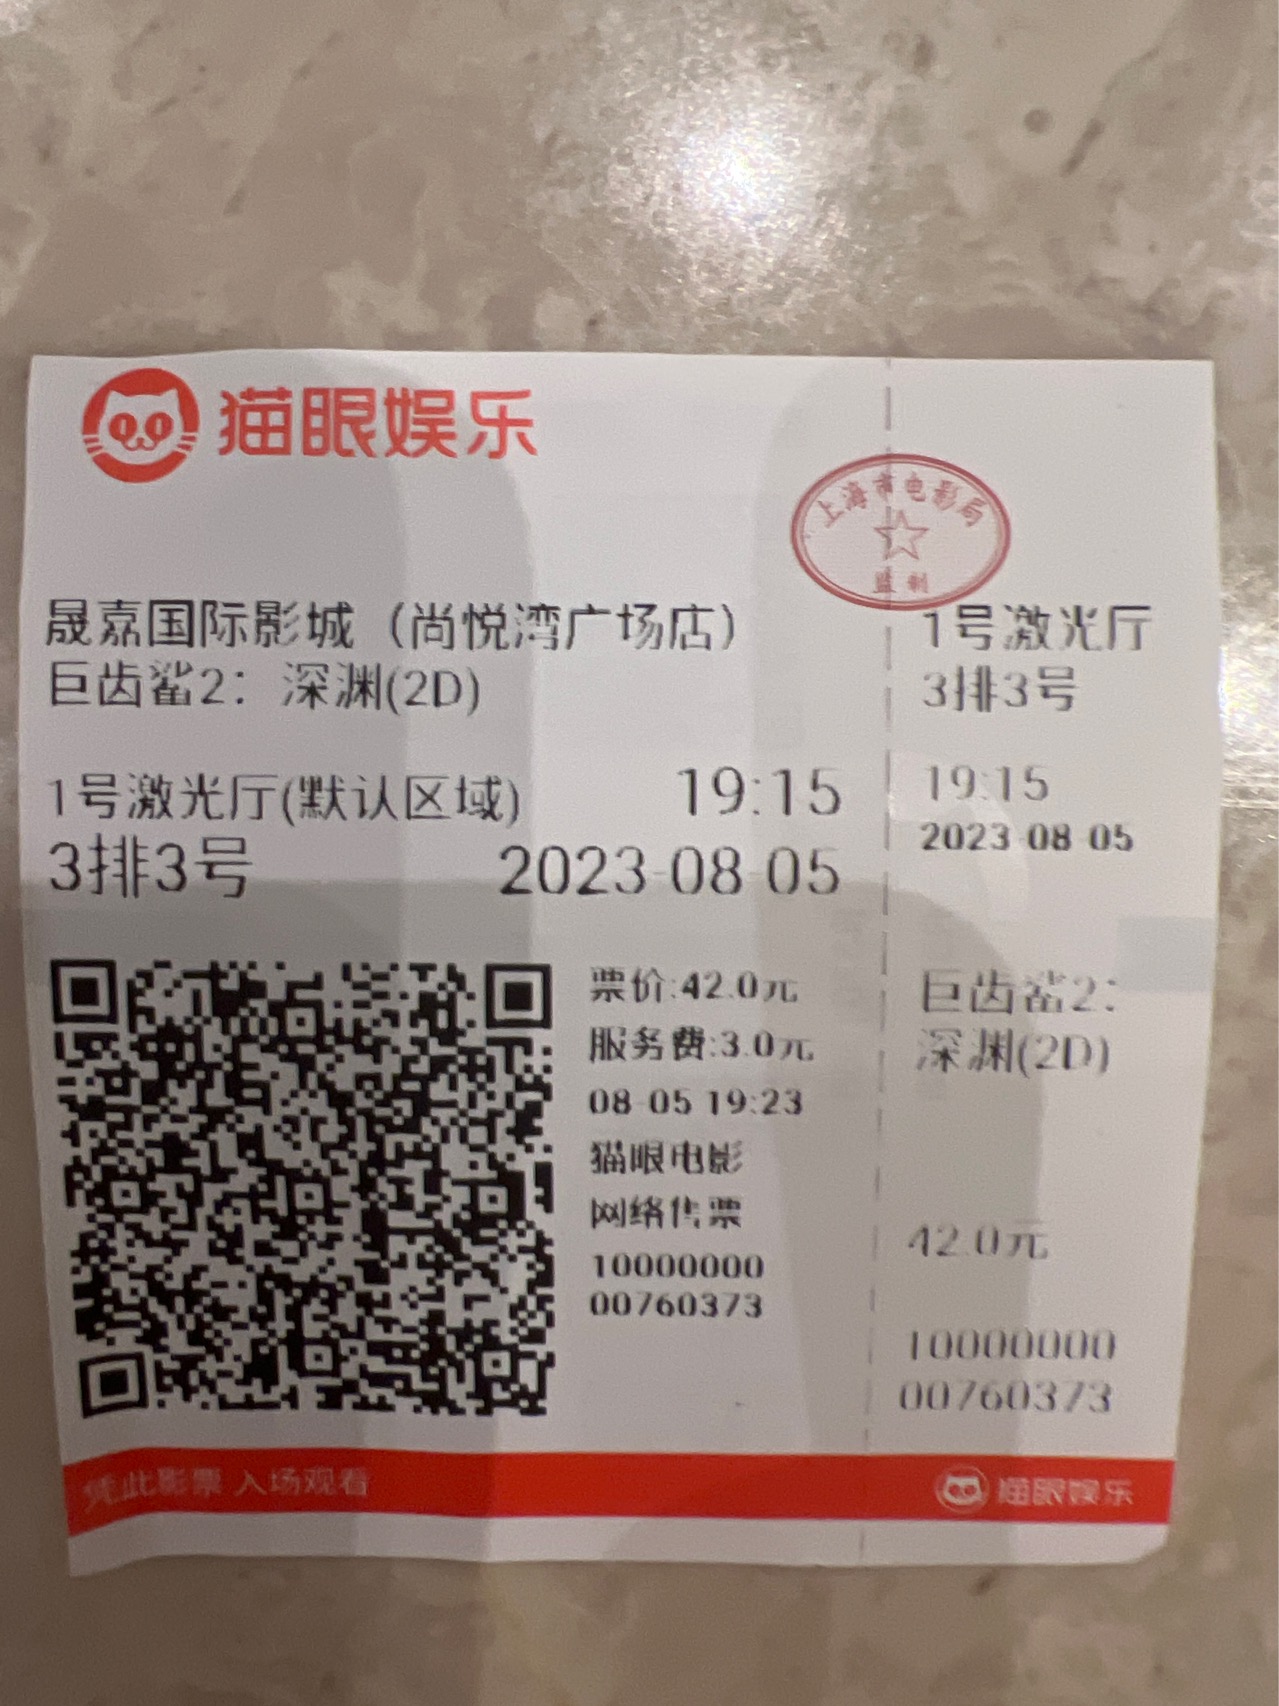 猫眼娱乐
上海市电影局
监制
晟嘉国际影城（尚悦湾广场店）
巨齿鲨2：深渊(2D)
1号激光厅(默认区域) 19:15
3排3号 2023-08-05
票价:42.0元
服务费:3.0元
08-05 19:23
猫眼电影
网络售票
10000000
00760373
1号激光厅
3排3号
19:15
2023-08-05
巨齿鲨2：
深渊(2D)
42.0元
10000000
00760373
凭此影票 入场观看
猫眼娱乐